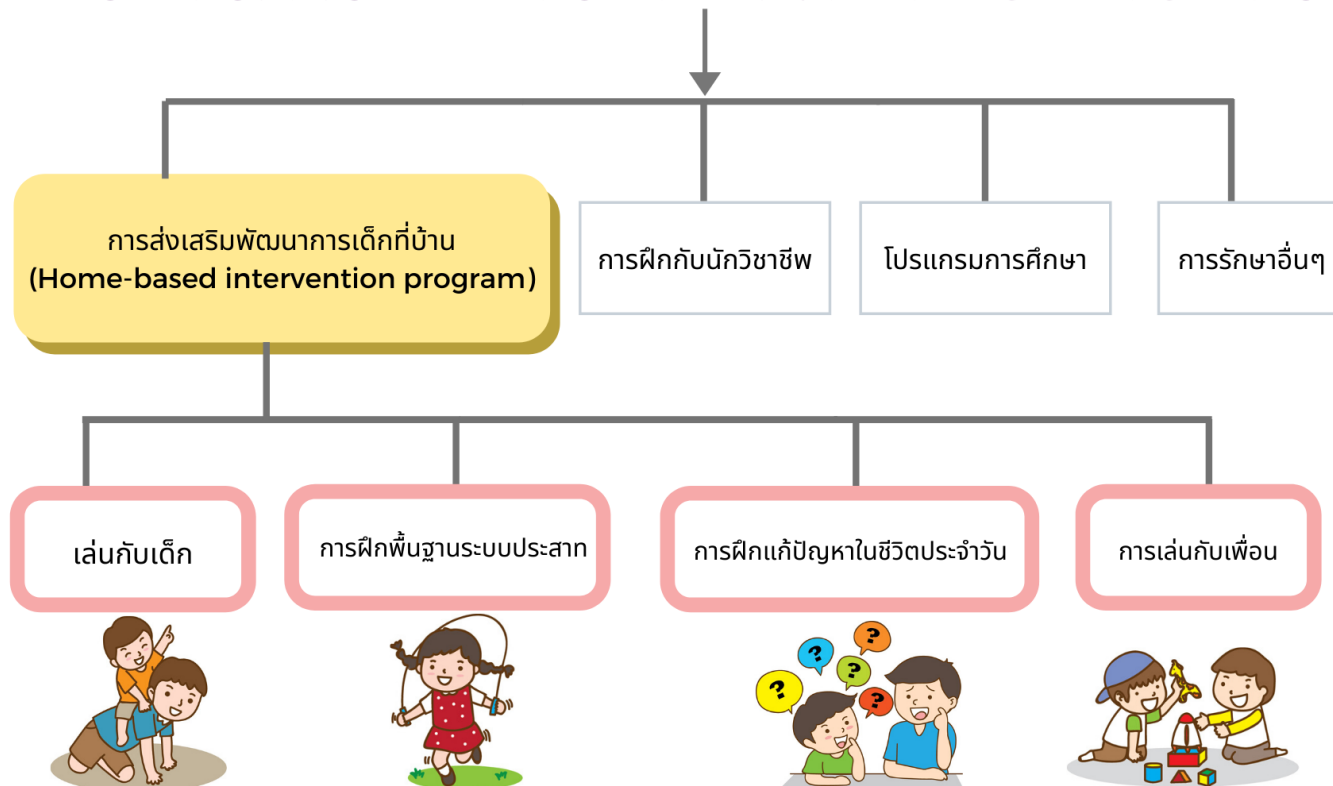 การส่งเสริมพัฒนาการเด็กที่บ้าน
(Home-based intervention program)
การฝึกกับนักวิชาชีพ
โปรแกรมการศึกษา
การรักษาอื่นๆ
เล่นกับเด็ก
การฝึกพื้นฐานระบบประสาท
การฝึกแก้ปัญหาในชีวิตประจำวัน
การเล่นกับเพื่อน
? ? ? ? ?